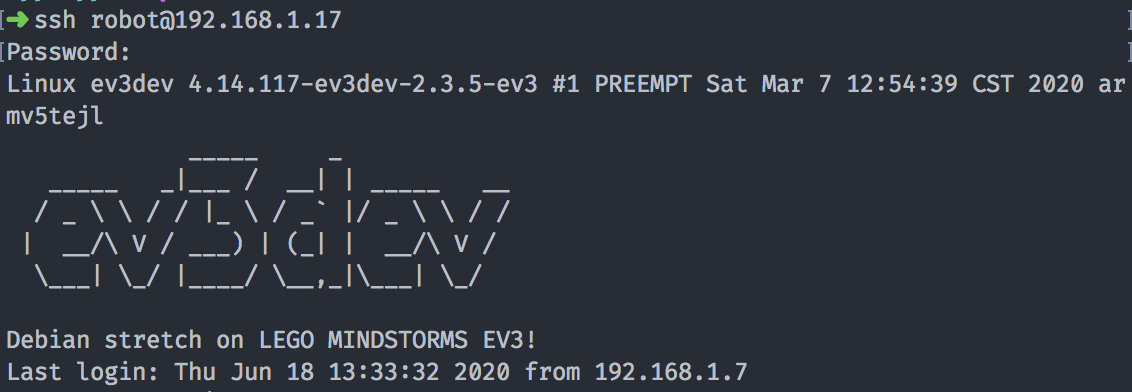 ➜ ssh robot@192.168.1.17
Password:
Linux ev3dev 4.14.117-ev3dev-2.3.5-ev3 #1 PREEMPT Sat Mar 7 12:54:39 CST 2020 ar
mv5tejl
             _____     _
   _____   _|___ /  __| | _____   __
  / _ \ \ / / |_ \ / _` |/ _ \ \ / /
 |  __/\ V / ___) | (_| |  __/\ V /
  \___| \_/ |____/ \__,_|\___| \_/
Debian stretch on LEGO MINDSTORMS EV3!
Last login: Thu Jun 18 13:33:32 2020 from 192.168.1.7